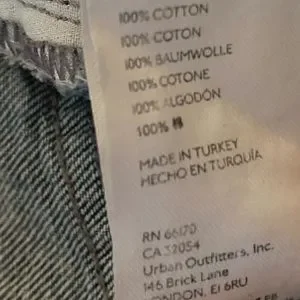 100% COTTON
100% COTON
100% BAUMWOLLE
100% COTONE
100% ALGODÓN
100% 棉
MADE IN TURKEY
HECHO EN TURQUÍA
RN 66170
CA 32054
Urban Outfitters, Inc.
146 Brick Lane
LONDON, E1 6RU